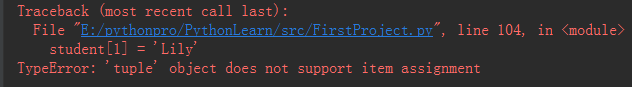 Traceback (most recent call last):
  File "E:/pythonpro/PythonLearn/src/FirstProject.py", line 104, in <module>
    student[1] = 'Lily'
TypeError: 'tuple' object does not support item assignment